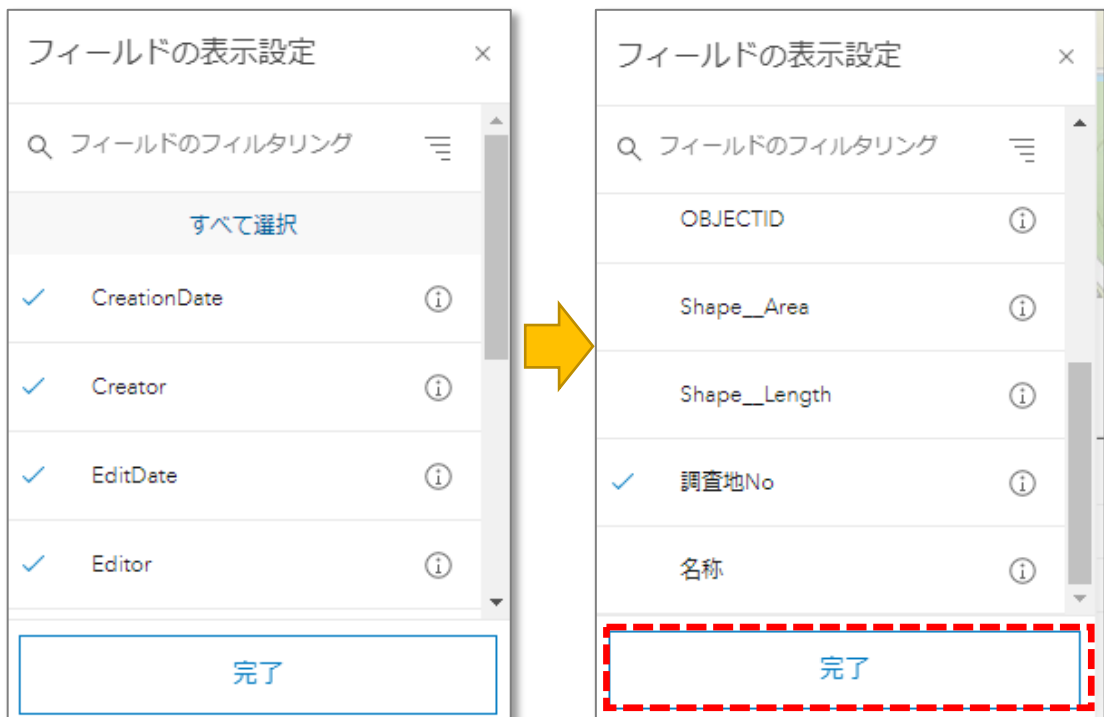 フィールドの表示設定
フィールドのフィルタリング
すべて選択
CreationDate
Creator
EditDate
Editor
完了
フィールドの表示設定
フィールドのフィルタリング
OBJECTID
Shape__Area
Shape__Length
調査地No
名称
完了